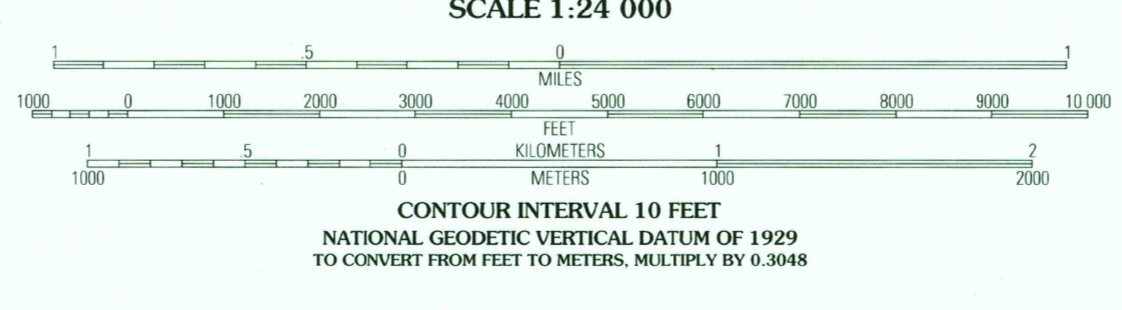 SCALE 1:24 000
1 .5 0 1
MILES
1000 0 1000 2000 3000 4000 5000 6000 7000 8000 9000 10 000
FEET
1 .5 0 KILOMETERS 1 2
1000 0 METERS 1000 2000
CONTOUR INTERVAL 10 FEET
NATIONAL GEODETIC VERTICAL DATUM OF 1929
TO CONVERT FROM FEET TO METERS, MULTIPLY BY 0.3048